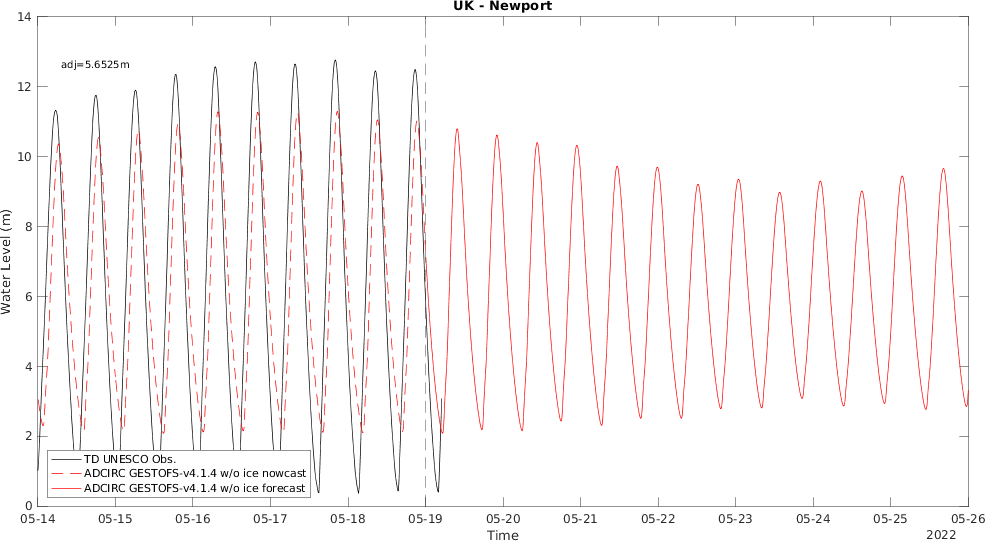 UK - Newport
14
12
10
8
6
4
2
0
Water Level (m)
adj=5.6525m
TD UNESCO Obs.
ADCIRC GESTOFS-v4.1.4 w/o ice nowcast
ADCIRC GESTOFS-v4.1.4 w/o ice forecast
05-14 05-15 05-16 05-17 05-18 05-19 05-20 05-21 05-22 05-23 05-24 05-25 05-26
Time
2022